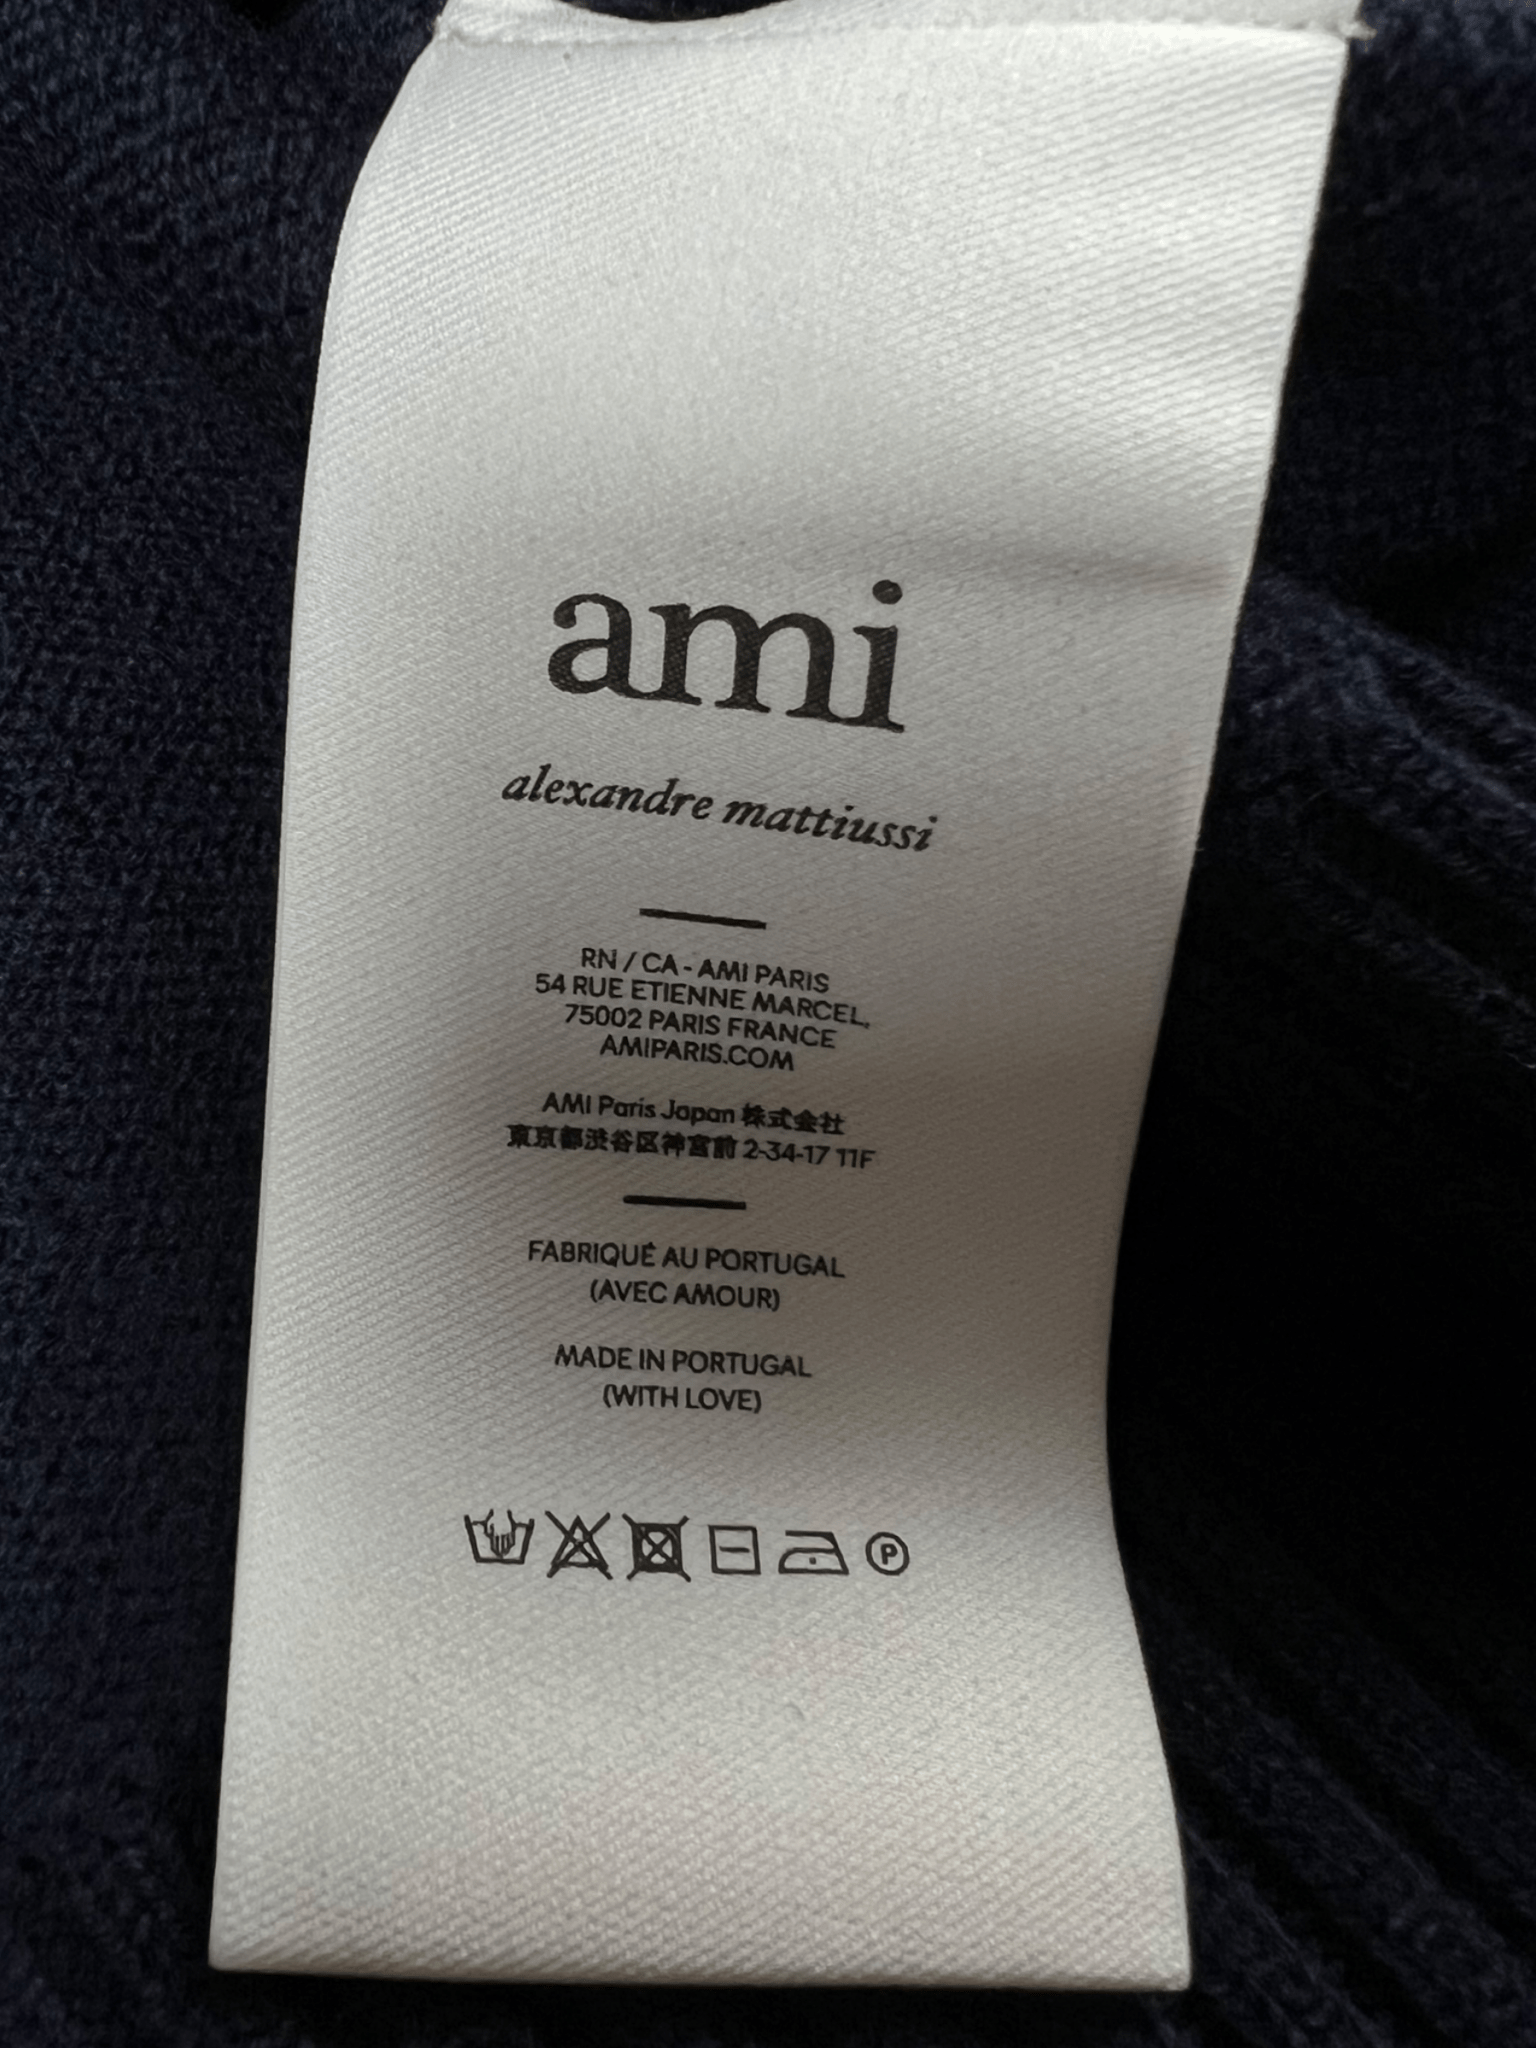 ami
alexandre mattiussi
RN / CA - AMI PARIS
54 RUE ETIENNE MARCEL,
75002 PARIS FRANCE
AMIPARIS.COM
AMI Paris Japan 株式会社
東京都渋谷区神宮前 2-34-17 11F
FABRIQUÉ AU PORTUGAL
(AVEC AMOUR)
MADE IN PORTUGAL
(WITH LOVE)
P